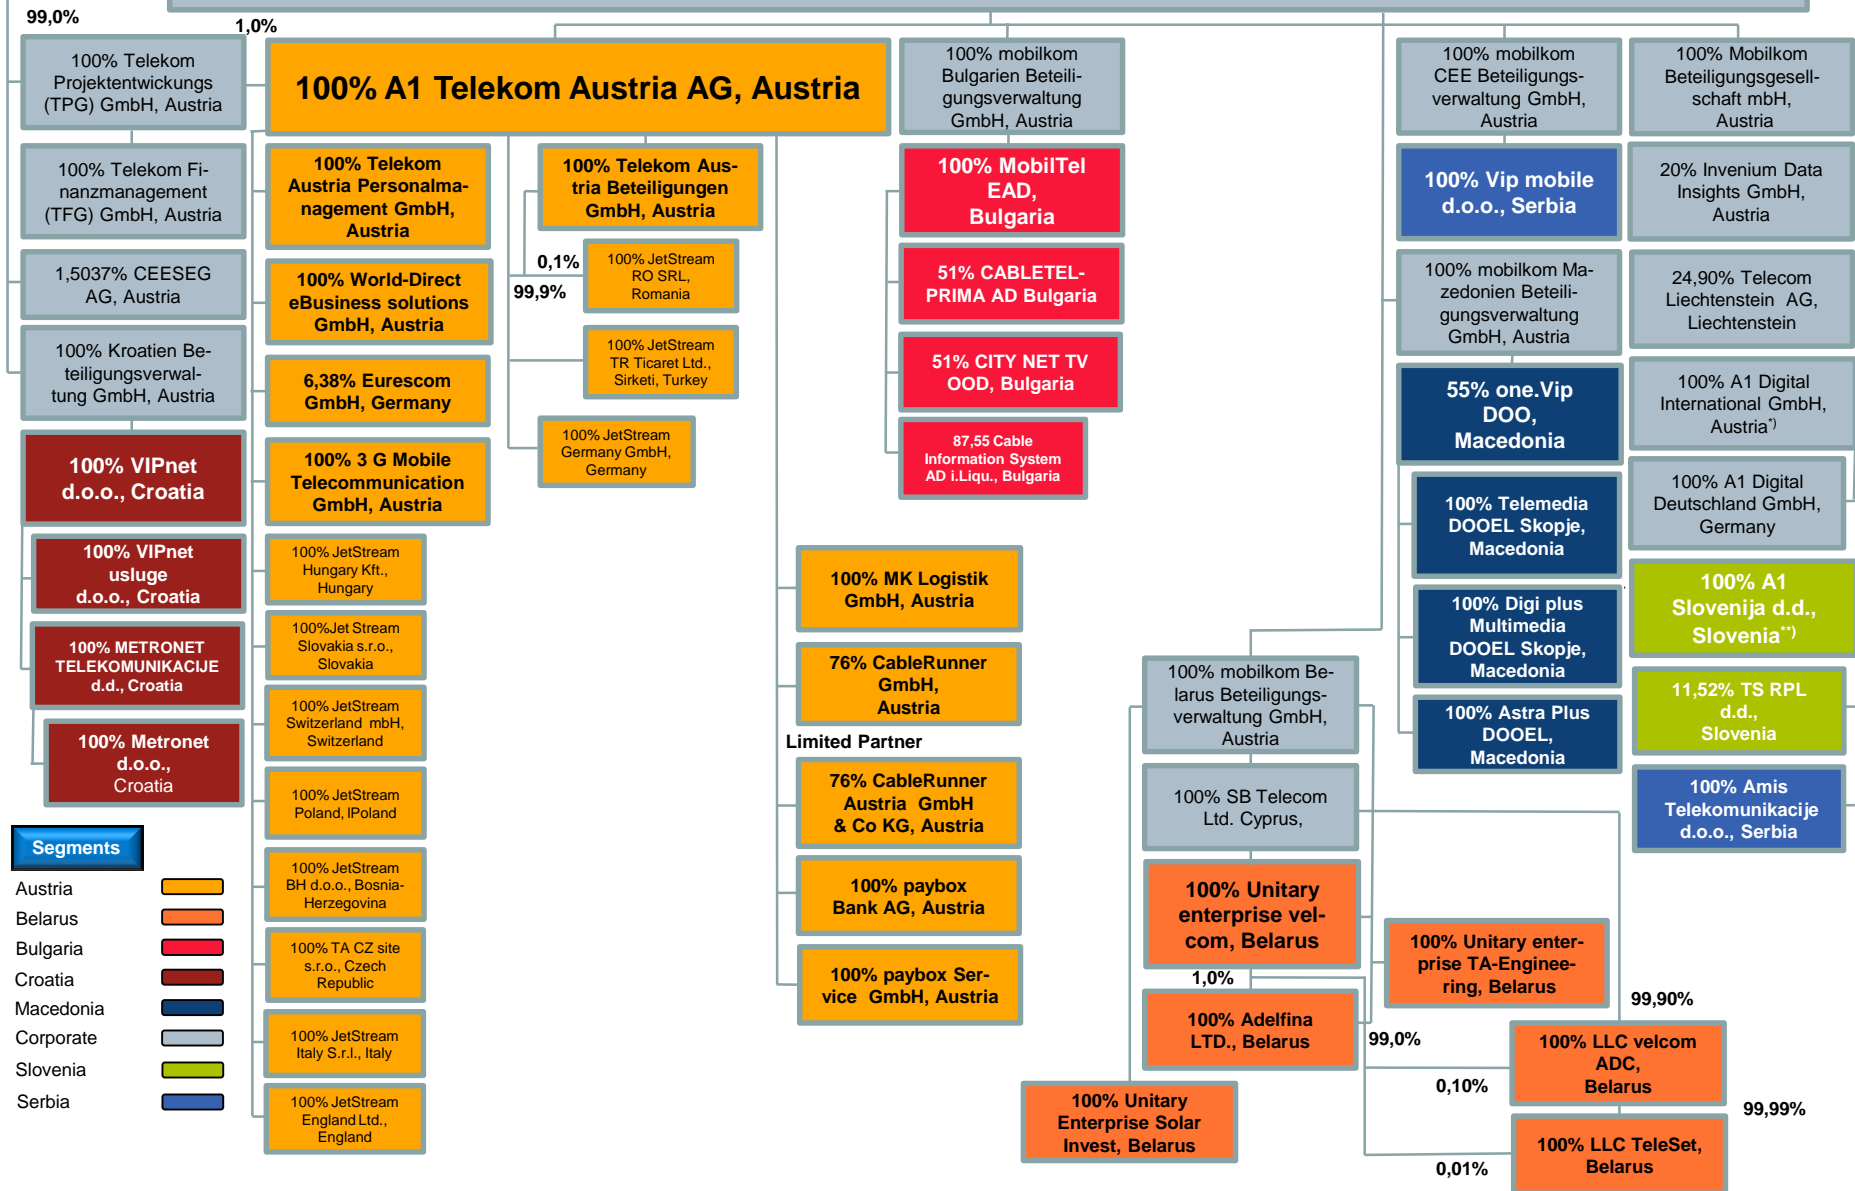 99,0%
1,0%
100% Telekom
Projektentwickungs
(TPG) GmbH, Austria
100% Telekom Fi-
nanzmanagement
(TFG) GmbH, Austria
1,5037% CEESEG
AG, Austria
100% Kroatien Be-
teiligungsverwal-
tung GmbH, Austria
100% VIPnet
d.o.o., Croatia
100% VIPnet
usluge
d.o.o., Croatia
100% METRONET
TELEKOMUNIKACIJE
d.d., Croatia
100% Metronet
d.o.o.,
Croatia
Segments
Austria
Belarus
Bulgaria
Croatia
Macedonia
Corporate
Slovenia
Serbia
100% A1 Telekom Austria AG, Austria
100% Telekom
Austria Personalma-
nagement GmbH,
Austria
100% World-Direct
eBusiness solutions
GmbH, Austria
6,38% Eurescom
GmbH, Germany
100% 3 G Mobile
Telecommunication
GmbH, Austria
100% JetStream
Hungary Kft.,
Hungary
100%Jet Stream
Slovakia s.r.o.,
Slovakia
100% JetStream
Switzerland mbH,
Switzerland
100% JetStream
Poland, lPoland
100% JetStream
BH d.o.o., Bosnia-
Herzegovina
100% TA CZ site
s.r.o., Czech
Republic
100% JetStream
Italy S.r.l., Italy
100% JetStream
England Ltd.,
England
100% Telekom Aus-
tria Beteiligungen
GmbH, Austria
0,1%
99,9%
100% JetStream
RO SRL,
Romania
100% JetStream
TR Ticaret Ltd.,
Sirketi, Turkey
100% JetStream
Germany GmbH,
Germany
100% MK Logistik
GmbH, Austria
76% CableRunner
GmbH,
Austria
Limited Partner
76% CableRunner
Austria GmbH
& Co KG, Austria
100% paybox
Bank AG, Austria
100% paybox Ser-
vice GmbH, Austria
100% mobilkom
Bulgarien Beteili-
gungsverwaltung
GmbH, Austria
100% MobilTel
EAD,
Bulgaria
51% CABLETEL-
PRIMA AD Bulgaria
51% CITY NET TV
OOD, Bulgaria
87,55 Cable
Information System
AD i.Liqu., Bulgaria
100% mobilkom Be-
larus Beteiligungs-
verwaltung GmbH,
Austria
100% SB Telecom
Ltd. Cyprus,
100% Unitary
enterprise vel-
com, Belarus
1,0%
100% Adelfina
LTD., Belarus
99,0%
100% Unitary
Enterprise Solar
Invest, Belarus
100% Unitary enter-
prise TA-Enginee-
ring, Belarus
99,90%
100% LLC velcom
ADC,
Belarus
0,10%
99,99%
100% LLC TeleSet,
Belarus
0,01%
100% mobilkom
CEE Beteiligungs-
verwaltung GmbH,
Austria
100% Vip mobile
d.o.o., Serbia
100% mobilkom Ma-
zedonien Beteili-
gungsverwaltung
GmbH, Austria
55% one.Vip
DOO,
Macedonia
100% Telemedia
DOOEL Skopje,
Macedonia
100% Digi plus
Multimedia
DOOEL Skopje,
Macedonia
100% Astra Plus
DOOEL,
Macedonia
100% Mobilkom
Beteiligungsgesell-
schaft mbH,
Austria
20% Invenium Data
Insights GmbH,
Austria
24,90% Telecom
Liechtenstein AG,
Liechtenstein
100% A1 Digital
International GmbH,
Austria*)
100% A1 Digital
Deutschland GmbH,
Germany
100% A1
Slovenija d.d.,
Slovenia**)
11,52% TS RPL
d.d.,
Slovenia
100% Amis
Telekomunikacije
d.o.o., Serbia